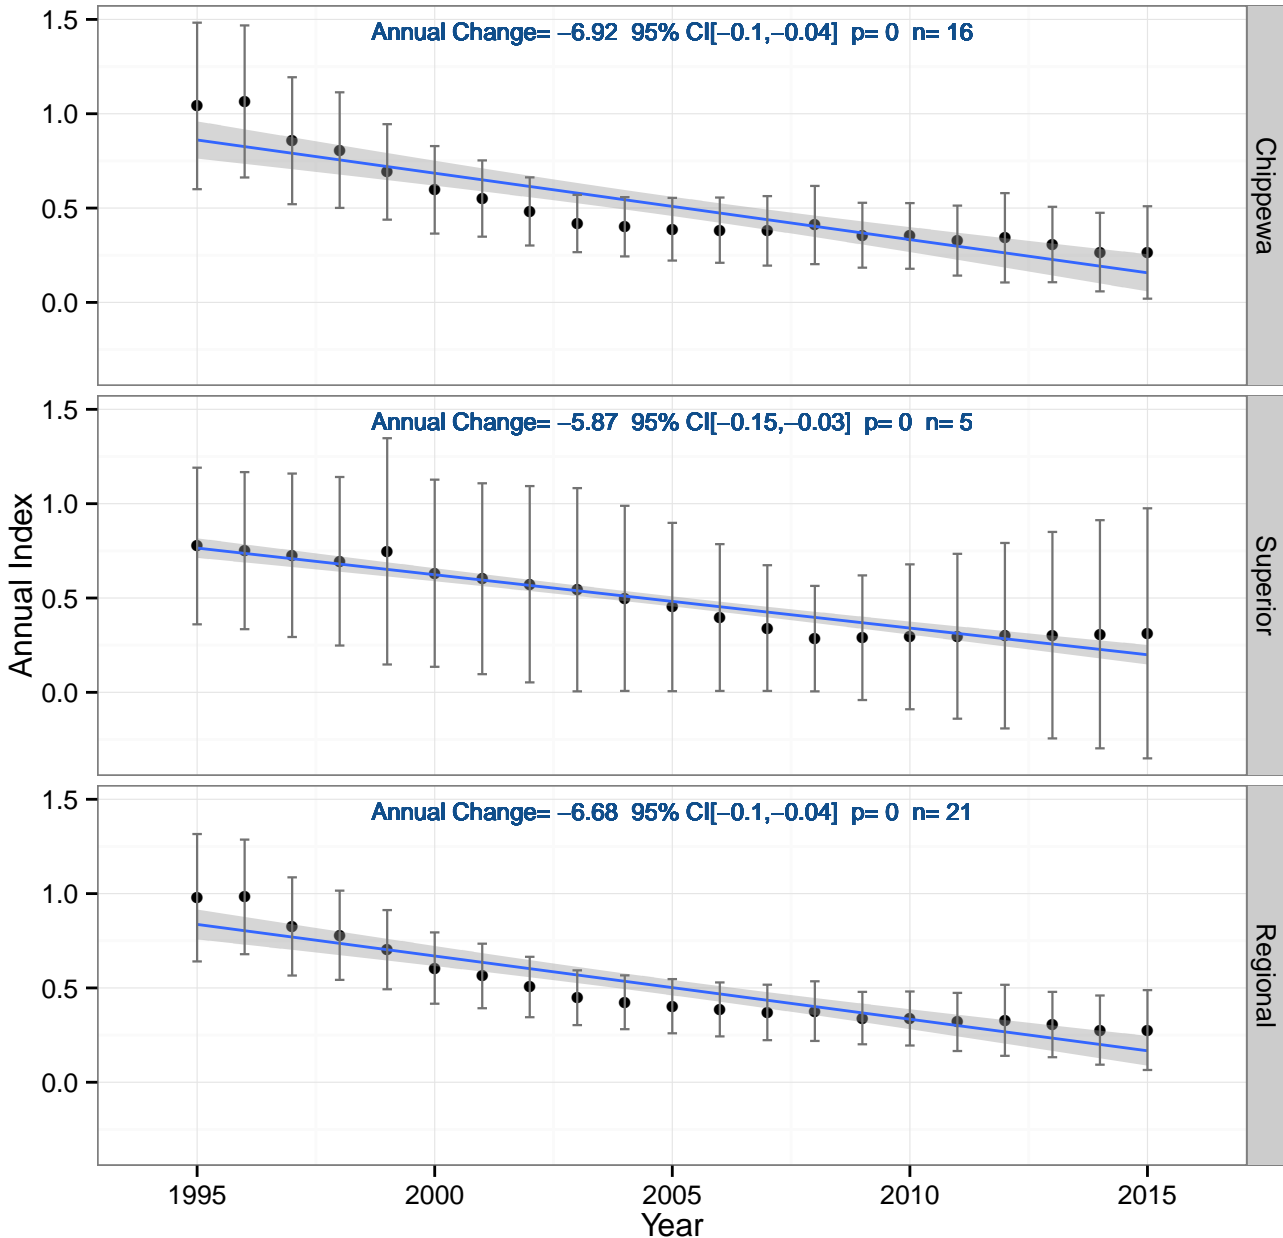 Annual Change= −6.92 95% CI[−0.1,−0.04] p= 0 n= 16
1.5
1.0
0.5
0.0
Chippewa
Annual Change= −5.87 95% CI[−0.15,−0.03] p= 0 n= 5
1.5
1.0
0.5
0.0
Superior
Annual Index
Annual Change= −6.68 95% CI[−0.1,−0.04] p= 0 n= 21
1.5
1.0
0.5
0.0
Regional
1995 2000 2005 2010 2015
Year